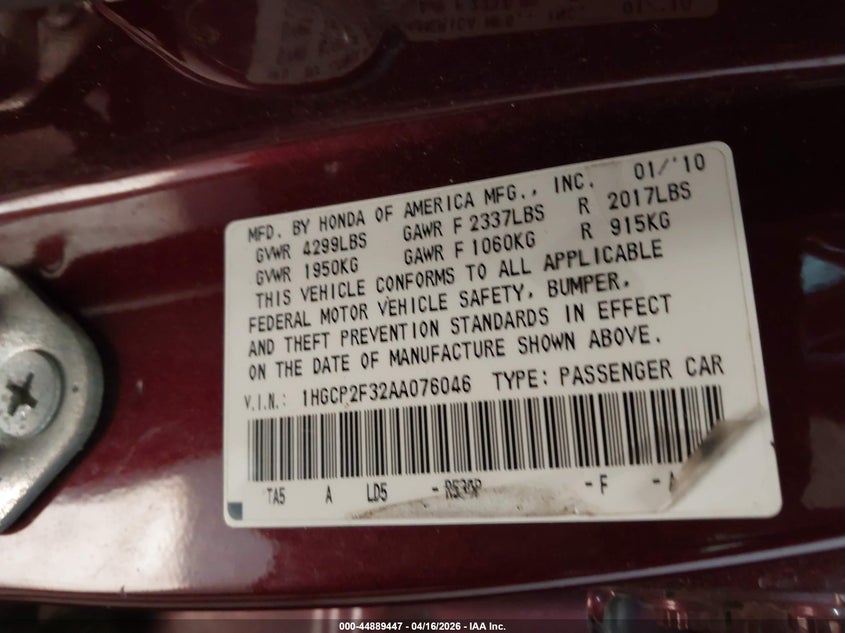 MFD. BY HONDA OF AMERICA MFG., INC. 01/'10
GVWR 4299LBS GAWR F 2337LBS R 2017LBS
GVWR 1950KG GAWR F 1060KG R 915KG
THIS VEHICLE CONFORMS TO ALL APPLICABLE
FEDERAL MOTOR VEHICLE SAFETY, BUMPER,
AND THEFT PREVENTION STANDARDS IN EFFECT
ON THE DATE OF MANUFACTURE SHOWN ABOVE.
V.I.N.: 1HGCP2F32AA076046 TYPE: PASSENGER CAR
TA5 A LD5 - R530P - F - A
000-44889447 - 04/16/2026 - IAA Inc.